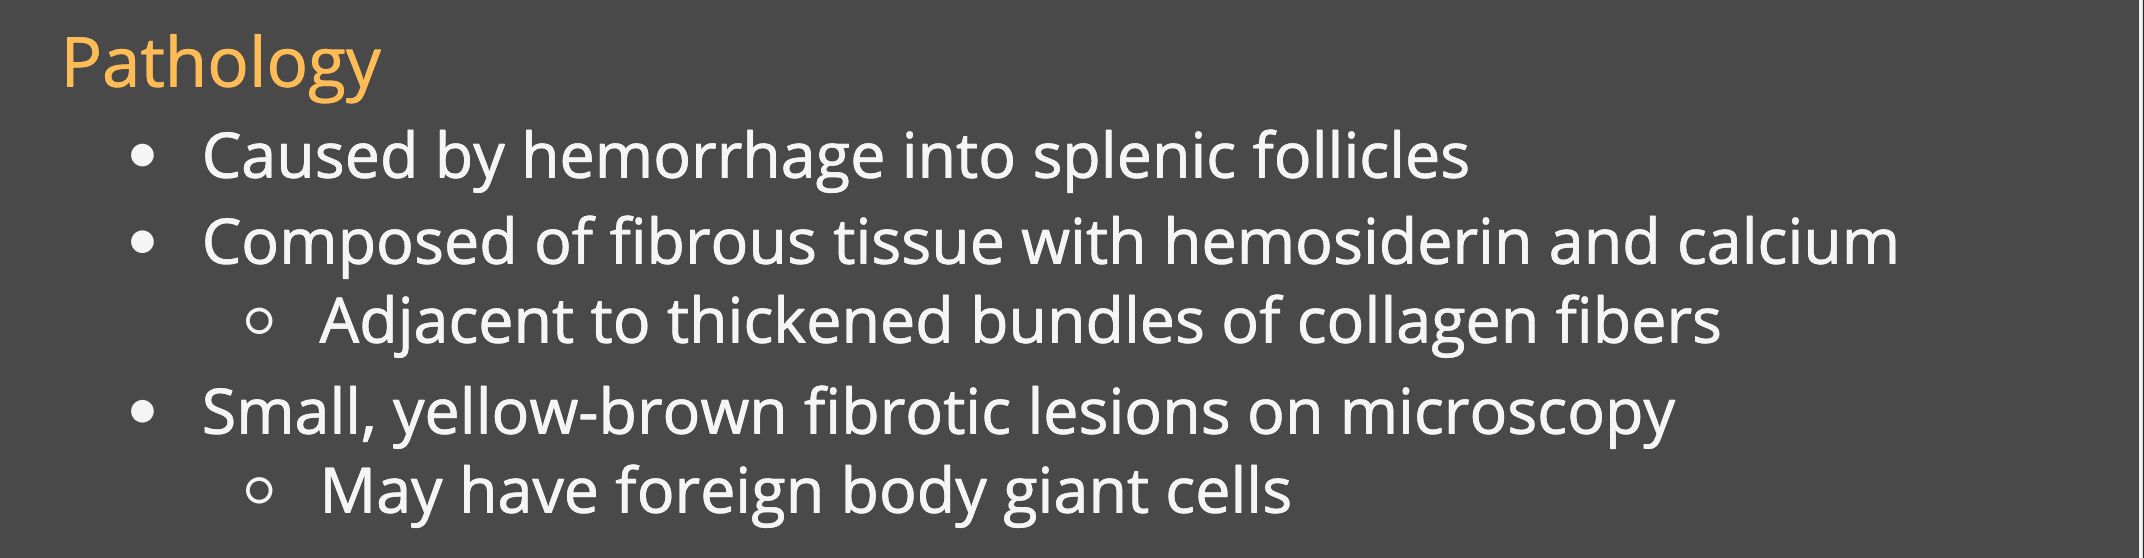 Pathology
• Caused by hemorrhage into splenic follicles
• Composed of fibrous tissue with hemosiderin and calcium
○ Adjacent to thickened bundles of collagen fibers
• Small, yellow-brown fibrotic lesions on microscopy
○ May have foreign body giant cells